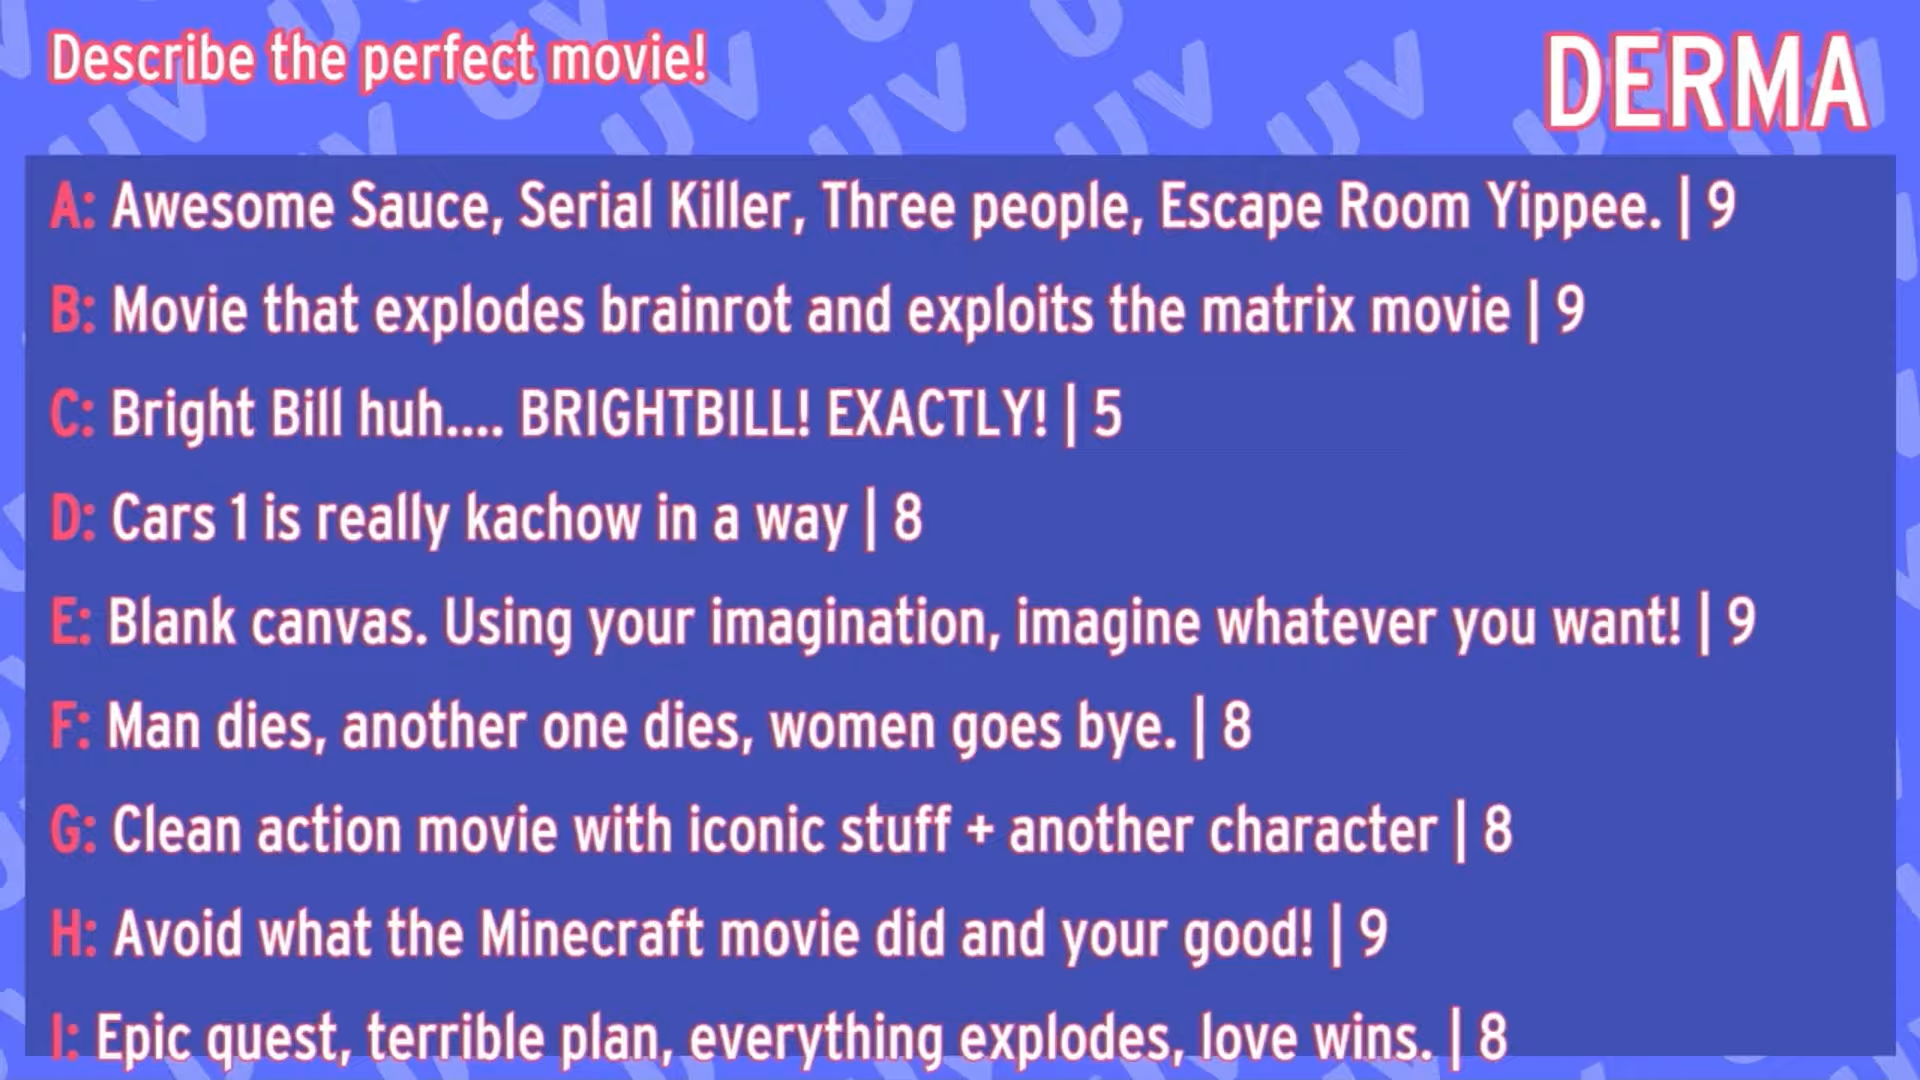 Describe the perfect movie!
DERMA
A: Awesome Sauce, Serial Killer, Three people, Escape Room Yippee. | 9
B: Movie that explodes brainrot and exploits the matrix movie | 9
C: Bright Bill huh.... BRIGHTBILL! EXACTLY! | 5
D: Cars 1 is really kachow in a way | 8
E: Blank canvas. Using your imagination, imagine whatever you want! | 9
F: Man dies, another one dies, women goes bye. | 8
G: Clean action movie with iconic stuff + another character | 8
H: Avoid what the Minecraft movie did and your good! | 9
I: Epic quest, terrible plan, everything explodes, love wins. | 8